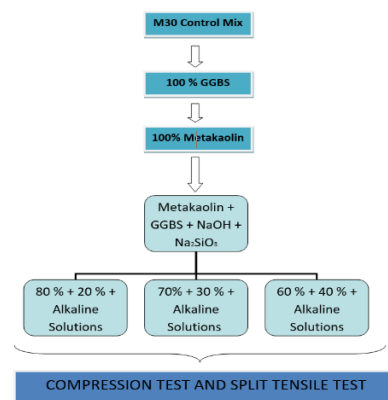 M30 Control Mix
100 % GGBS
100% Metakaolin
Metakaolin +
GGBS + NaOH +
Na₂SiO₃
80 % + 20 % +
Alkaline
Solutions
70% + 30 % +
Alkaline
Solutions
60 % + 40 % +
Alkaline
Solutions
COMPRESSION TEST AND SPLIT TENSILE TEST